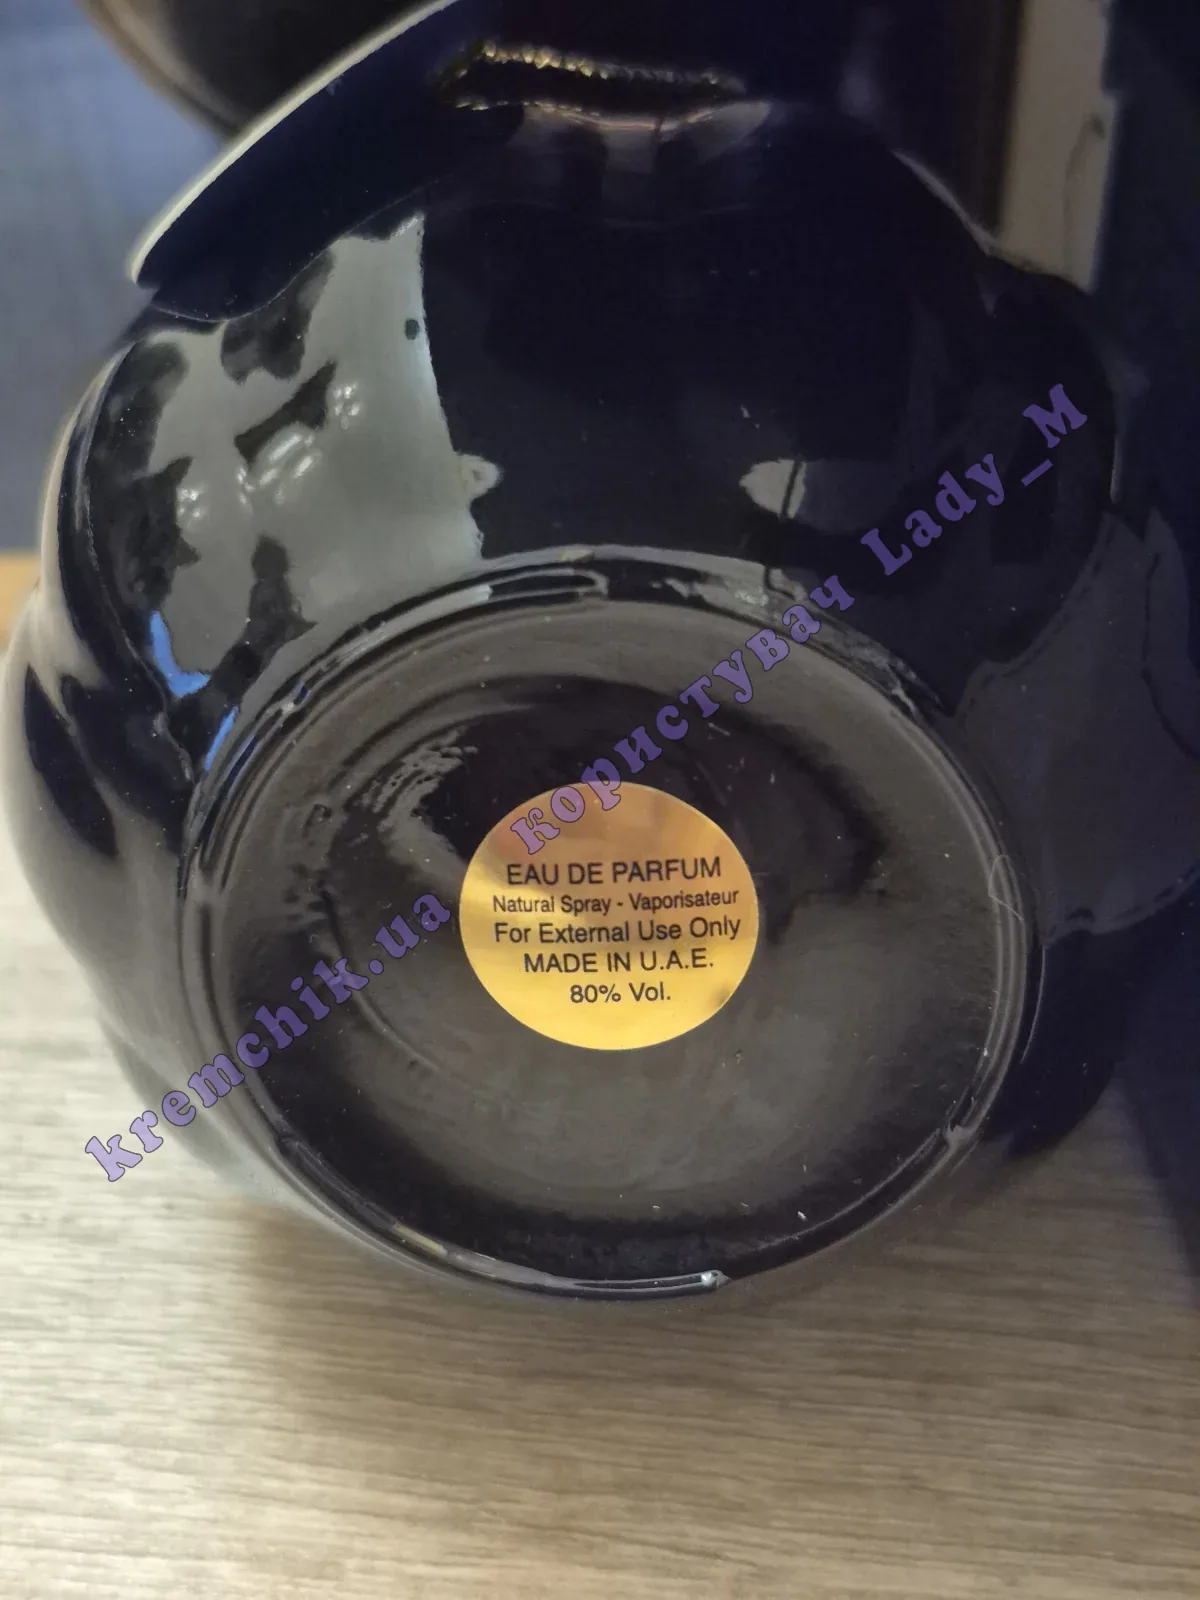 EAU DE PARFUM
Natural Spray - Vaporisateur
For External Use Only
MADE IN U.A.E.
80% Vol.
kremchik.ua користувач Lady_M